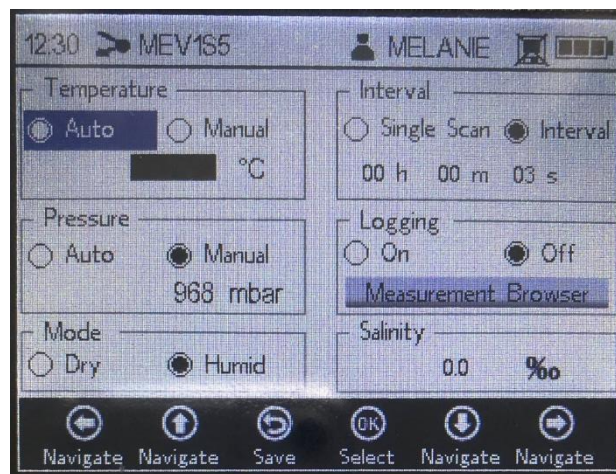 12:30 MEV1S5 MELANIE
Temperature
Auto Manual
°C
Interval
Single Scan Interval
00 h 00 m 03 s
Pressure
Auto Manual
968 mbar
Logging
On Off
Measurement Browser
Mode
Dry Humid
Salinity
0.0 ‰
OK
Navigate Navigate Save Select Navigate Navigate